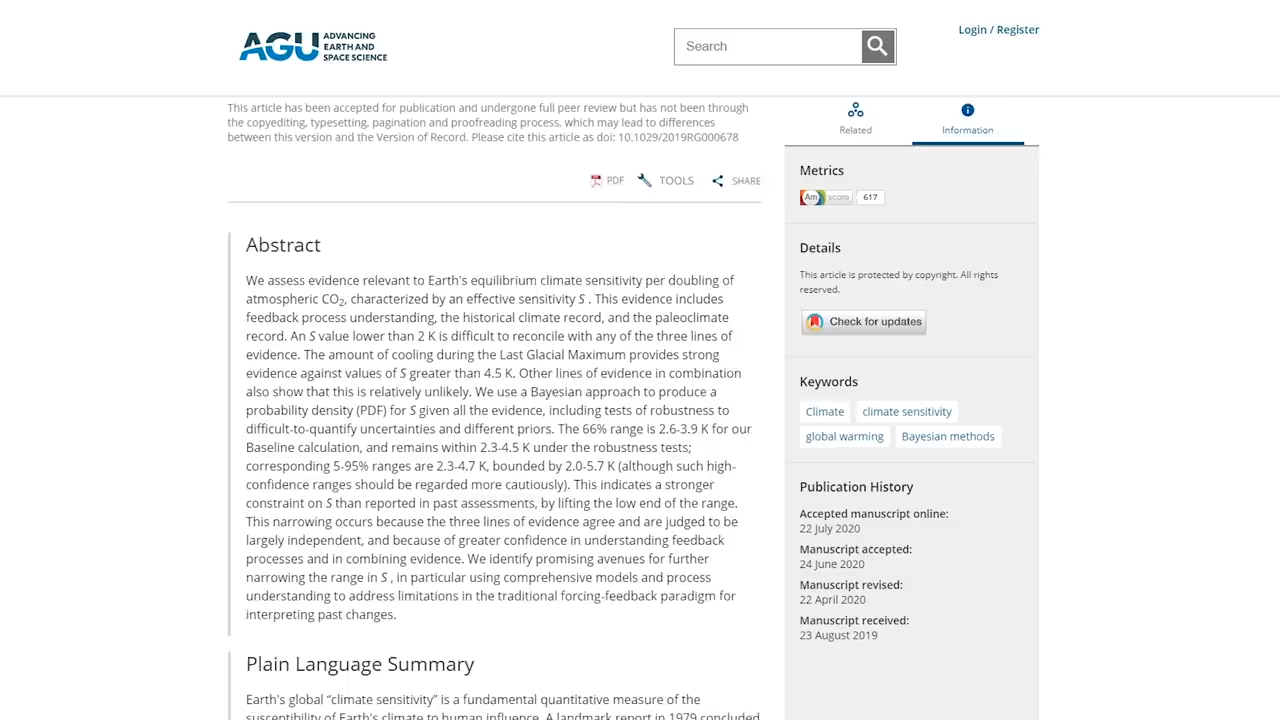 AGU ADVANCING
EARTH AND
SPACE SCIENCE
Search
Login / Register
This article has been accepted for publication and undergone full peer review but has not been through
the copyediting, typesetting, pagination and proofreading process, which may lead to differences
between this version and the Version of Record. Please cite this article as doi: 10.1029/2019RG000678
PDF TOOLS SHARE
Abstract
We assess evidence relevant to Earth's equilibrium climate sensitivity per doubling of
atmospheric CO2, characterized by an effective sensitivity S . This evidence includes
feedback process understanding, the historical climate record, and the paleoclimate
record. An S value lower than 2 K is difficult to reconcile with any of the three lines of
evidence. The amount of cooling during the Last Glacial Maximum provides strong
evidence against values of S greater than 4.5 K. Other lines of evidence in combination
also show that this is relatively unlikely. We use a Bayesian approach to produce a
probability density (PDF) for S given all the evidence, including tests of robustness to
difficult-to-quantify uncertainties and different priors. The 66% range is 2.6-3.9 K for our
Baseline calculation, and remains within 2.3-4.5 K under the robustness tests;
corresponding 5-95% ranges are 2.3-4.7 K, bounded by 2.0-5.7 K (although such high-
confidence ranges should be regarded more cautiously). This indicates a stronger
constraint on S than reported in past assessments, by lifting the low end of the range.
This narrowing occurs because the three lines of evidence agree and are judged to be
largely independent, and because of greater confidence in understanding feedback
processes and in combining evidence. We identify promising avenues for further
narrowing the range in S , in particular using comprehensive models and process
understanding to address limitations in the traditional forcing-feedback paradigm for
interpreting past changes.
Plain Language Summary
Earth's global “climate sensitivity” is a fundamental quantitative measure of the
susceptibility of Earth's climate to human influence. A landmark report in 1979 concluded
Related
Information
Metrics
Am score 617
Details
This article is protected by copyright. All rights
reserved.
Check for updates
Keywords
Climate climate sensitivity
global warming Bayesian methods
Publication History
Accepted manuscript online:
22 July 2020
Manuscript accepted:
24 June 2020
Manuscript revised:
22 April 2020
Manuscript received:
23 August 2019